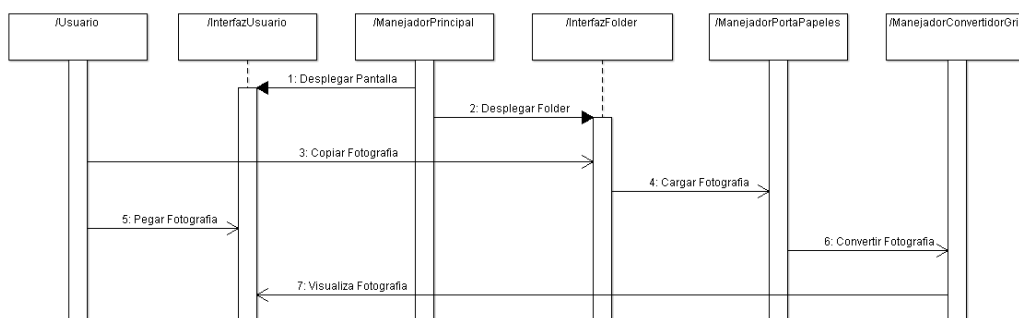 /Usuario
/InterfazUsuario
/ManejadorPrincipal
/InterfazFolder
/ManejadorPortaPapeles
/ManejadorConvertidorGri
1: Desplegar Pantalla
2: Desplegar Folder
3: Copiar Fotografia
4: Cargar Fotografia
5: Pegar Fotografia
6: Convertir Fotografia
7: Visualiza Fotografia